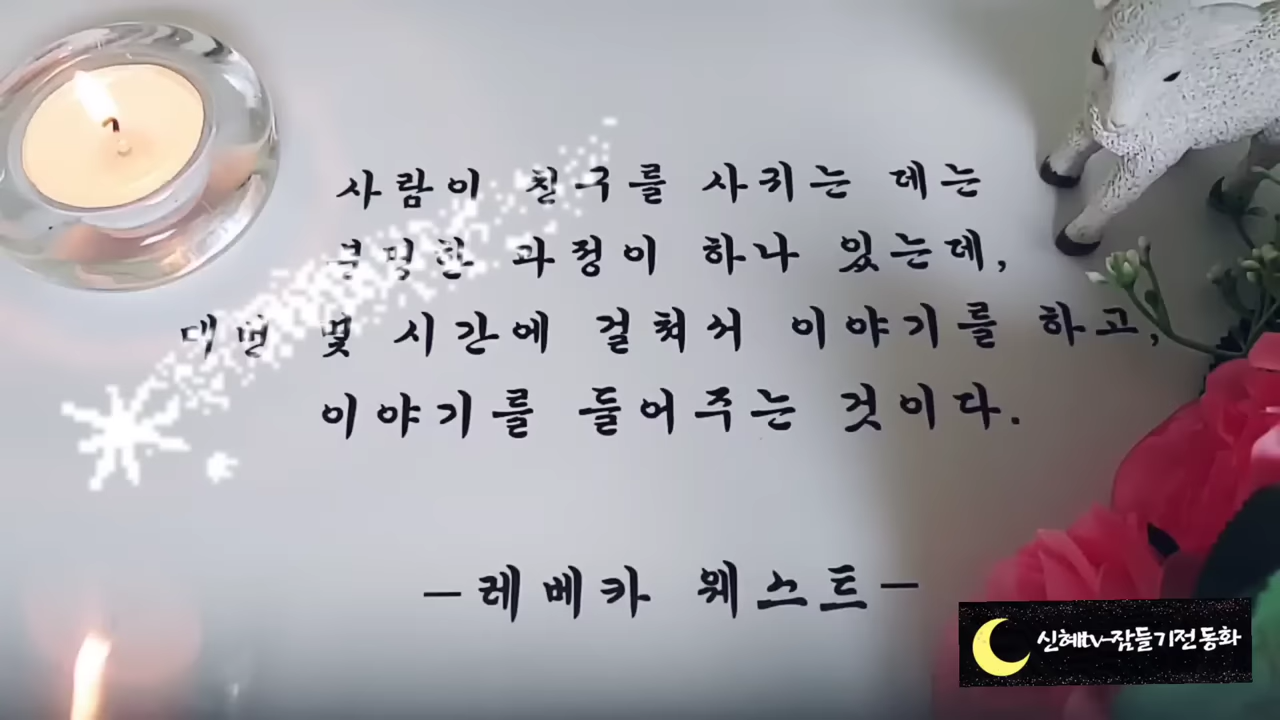 사람이 친구를 사귀는 데는
분명한 과정이 하나 있는데,
매번 몇 시간에 걸쳐서 이야기를 하고,
이야기를 들어주는 것이다.
-레베카 웨스트-
신혜tv-잠들기전동화